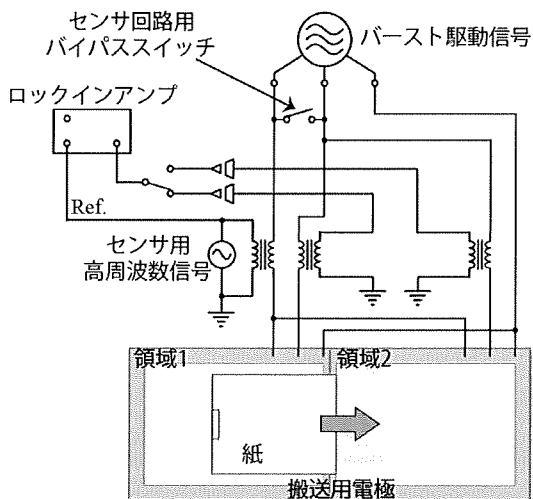 センサ回路用
バイパススイッチ
バースト駆動信号
ロックインアンプ
Ref.
センサ用
高周波数信号
領域1
領域2
紙
搬送用電極